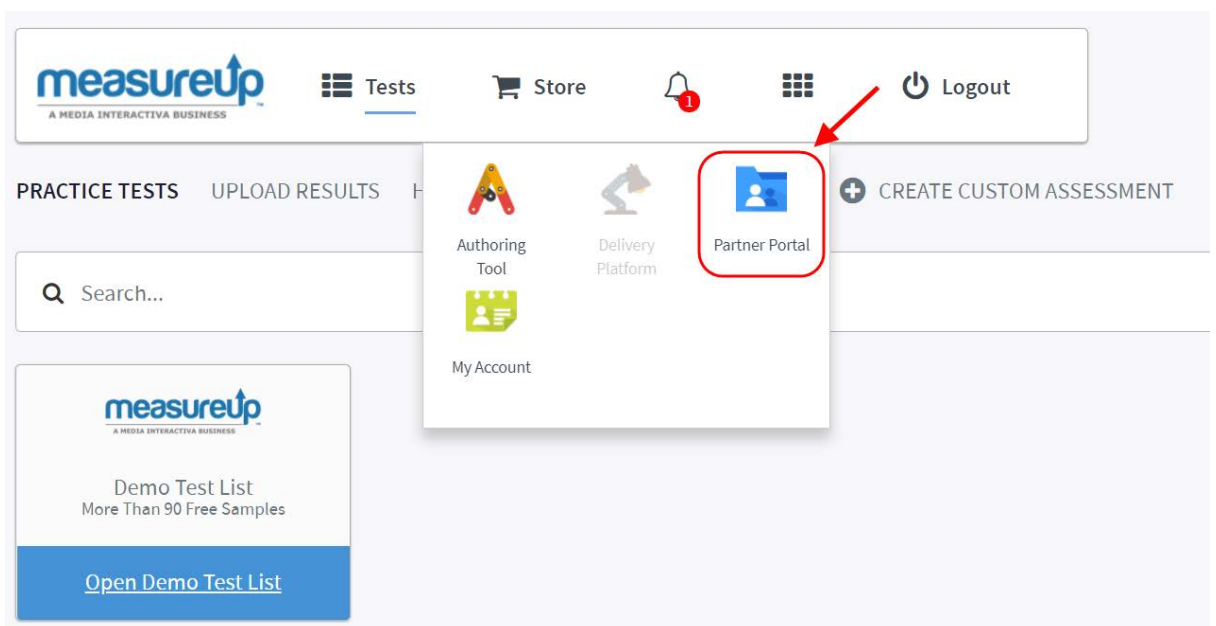 measureup
A MEDIA INTERACTIVA BUSINESS
Tests
Store
1
Logout
PRACTICE TESTS UPLOAD RESULTS H
CREATE CUSTOM ASSESSMENT
Authoring
Tool
Delivery
Platform
Partner Portal
My Account
Search...
measureup
A MEDIA INTERACTIVA BUSINESS
Demo Test List
More Than 90 Free Samples
Open Demo Test List